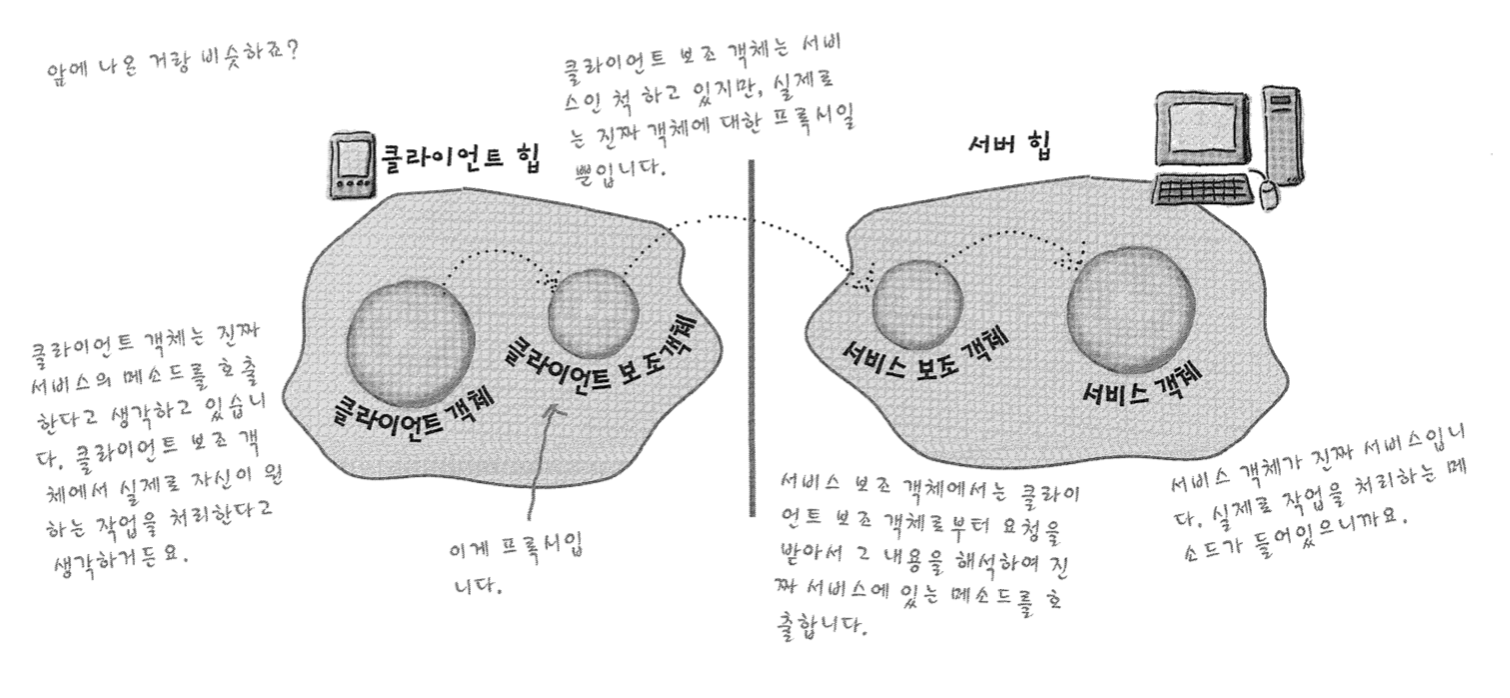 앞에 나온 거랑 비슷하죠?
클라이언트 보조 객체는 서비
스인 척 하고 있지만, 실제로
는 진짜 객체에 대한 프록시일
뿐입니다.
클라이언트 힙
서버 힙
클라이언트 객체는 진짜
서비스의 메소드를 호출
한다고 생각하고 있습니
다. 클라이언트 보조 객
체에서 실제로 자신이 원
하는 작업을 처리한다고
생각하거든요.
클라이언트 객체
클라이언트 보조 객체
이게 프록시입
니다.
서비스 보조 객체
서비스 객체
서비스 보조 객체에서는 클라이
언트 보조 객체로부터 요청을
받아서 그 내용을 해석하여 진
짜 서비스에 있는 메소드를 호
출합니다.
서비스 객체가 진짜 서비스입니
다. 실제로 작업을 처리하는 메
소드가 들어있으니까요.